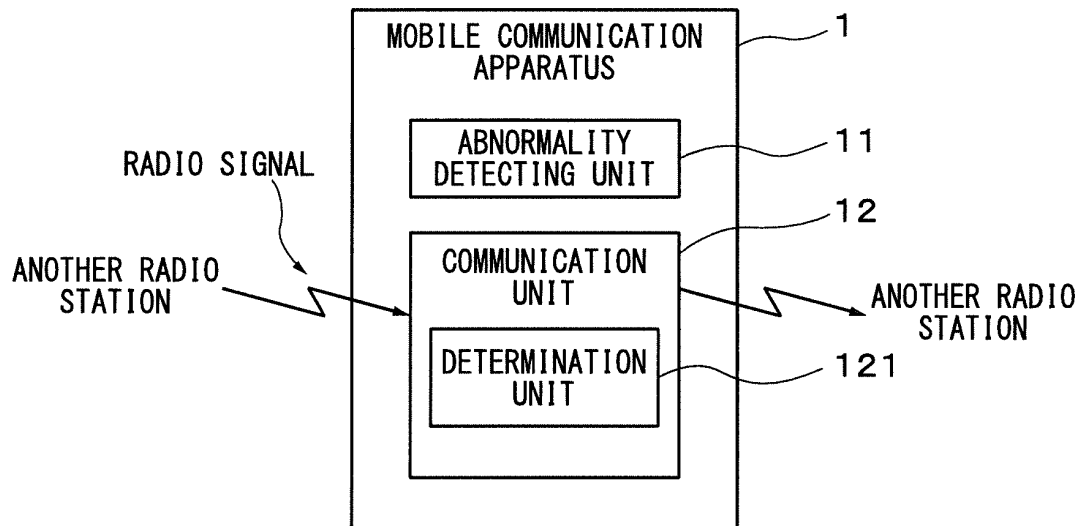 MOBILE COMMUNICATION
APPARATUS
1
ABNORMALITY
DETECTING UNIT
11
RADIO SIGNAL
12
ANOTHER RADIO
STATION
COMMUNICATION
UNIT
ANOTHER RADIO
STATION
DETERMINATION
UNIT
121